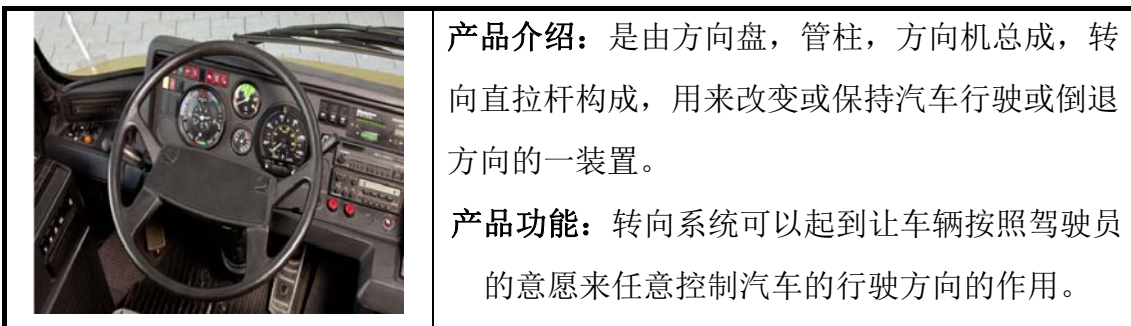 产品介绍：是由方向盘，管柱，方向机总成，转
向直拉杆构成，用来改变或保持汽车行驶或倒退
方向的一装置。
产品功能：转向系统可以起到让车辆按照驾驶员
的意愿来任意控制汽车的行驶方向的作用。